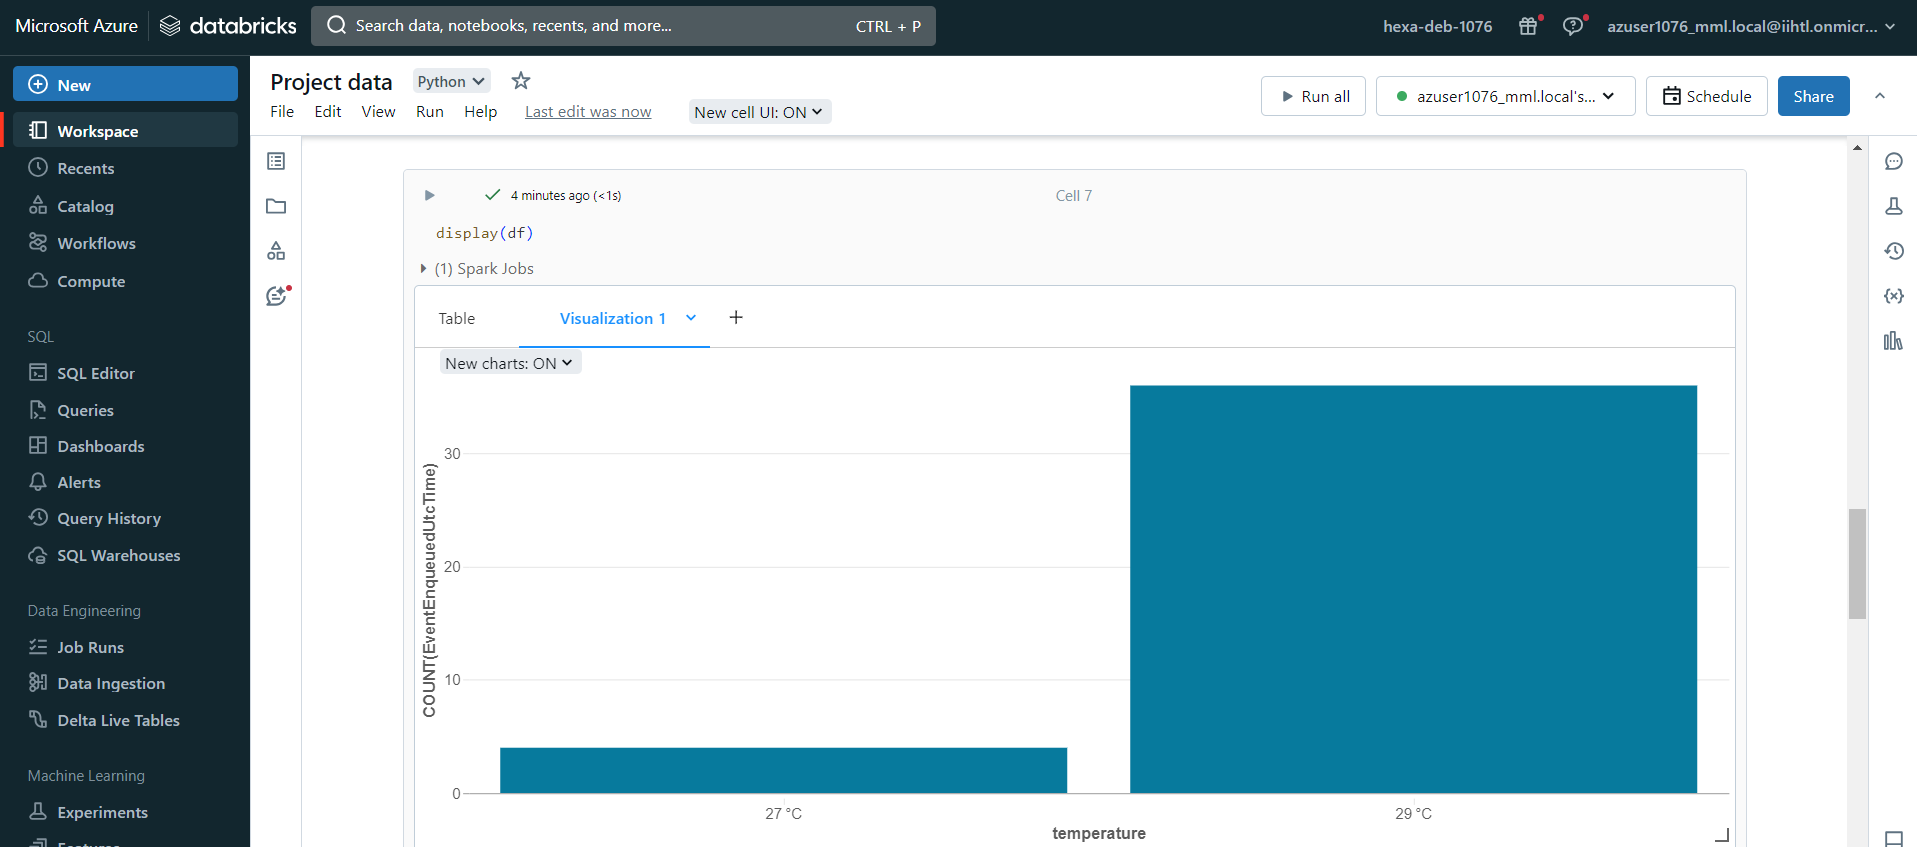 Microsoft Azure databricks
Search data, notebooks, recents, and more... CTRL + P
hexa-deb-1076
azuser1076_mml.local@iihtl.onmicr...
New
Workspace
Recents
Catalog
Workflows
Compute
SQL
SQL Editor
Queries
Dashboards
Alerts
Query History
SQL Warehouses
Data Engineering
Job Runs
Data Ingestion
Delta Live Tables
Machine Learning
Experiments
Project data Python
File Edit View Run Help Last edit was now New cell UI: ON
Run all azuser1076_mml.local's... Schedule Share
4 minutes ago (<1s) Cell 7
display(df)
(1) Spark Jobs
Table Visualization 1 +
New charts: ON
COUNT(EventEnqueuedUtcTime)
30
20
10
0
27 °C 29 °C
temperature